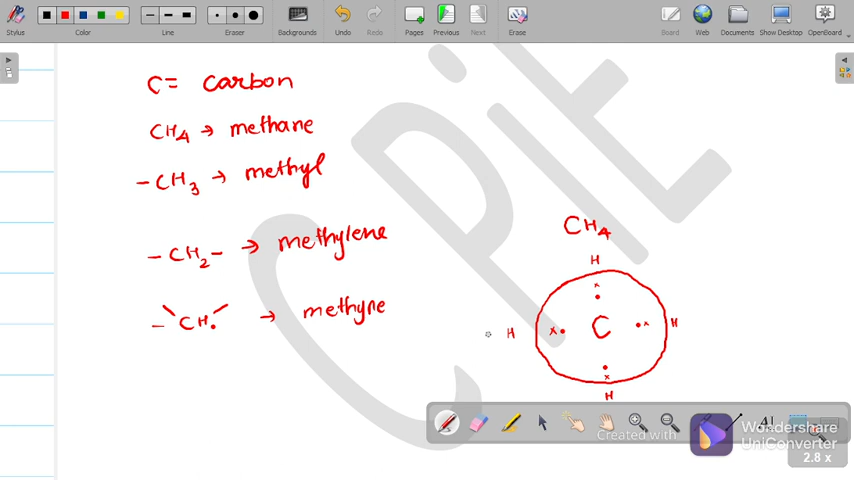 Stylus
Color
Line
Eraser
Backgrounds
Undo
Redo
Pages
Previous
Next
Erase
Board
Web
Documents
Show Desktop
OpenBoard
CPIE
C= carbon
CH4 → methane
-CH3 → methyl
-CH2- → methylene
CH. → methyne
CH4
H
x
H x C x H
x
H
Created with
Wondershare
UniConverter
2.8 x